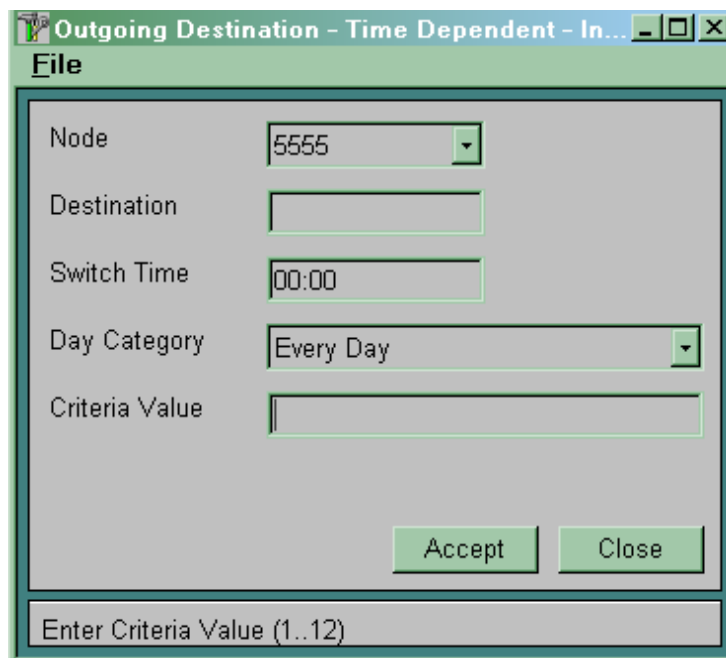 Outgoing Destination - Time Dependent - In...
File
Node 5555
Destination
Switch Time 00:00
Day Category Every Day
Criteria Value
Accept Close
Enter Criteria Value (1..12)